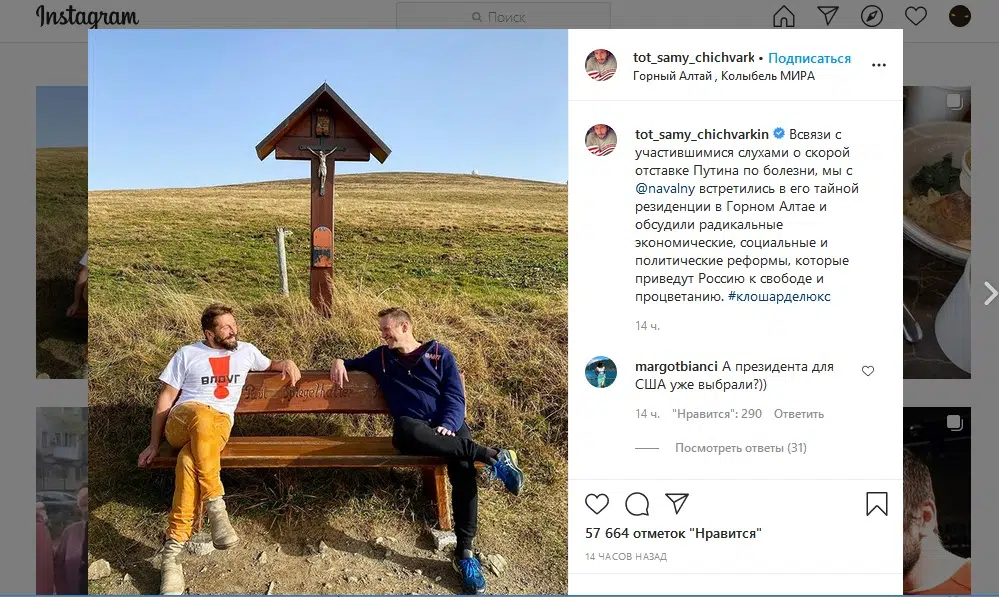 Instagram
Поиск
tot_samy_chichvark • Подписаться
Горный Алтай , Колыбель МИРА
tot_samy_chichvarkin Всвязи с
участившимися слухами о скорой
отставке Путина по болезни, мы с
@navalny встретились в его тайной
резиденции в Горном Алтае и
обсудили радикальные
экономические, социальные и
политические реформы, которые
приведут Россию к свободе и
процветанию. #клошарделюкс
14 ч.
margotbianci А президента для
США уже выбрали?))
14 ч. "Нравится": 290 Ответить
Посмотреть ответы (31)
57 664 отметок "Нравится"
14 ЧАСОВ НАЗАД
ВДРУГ